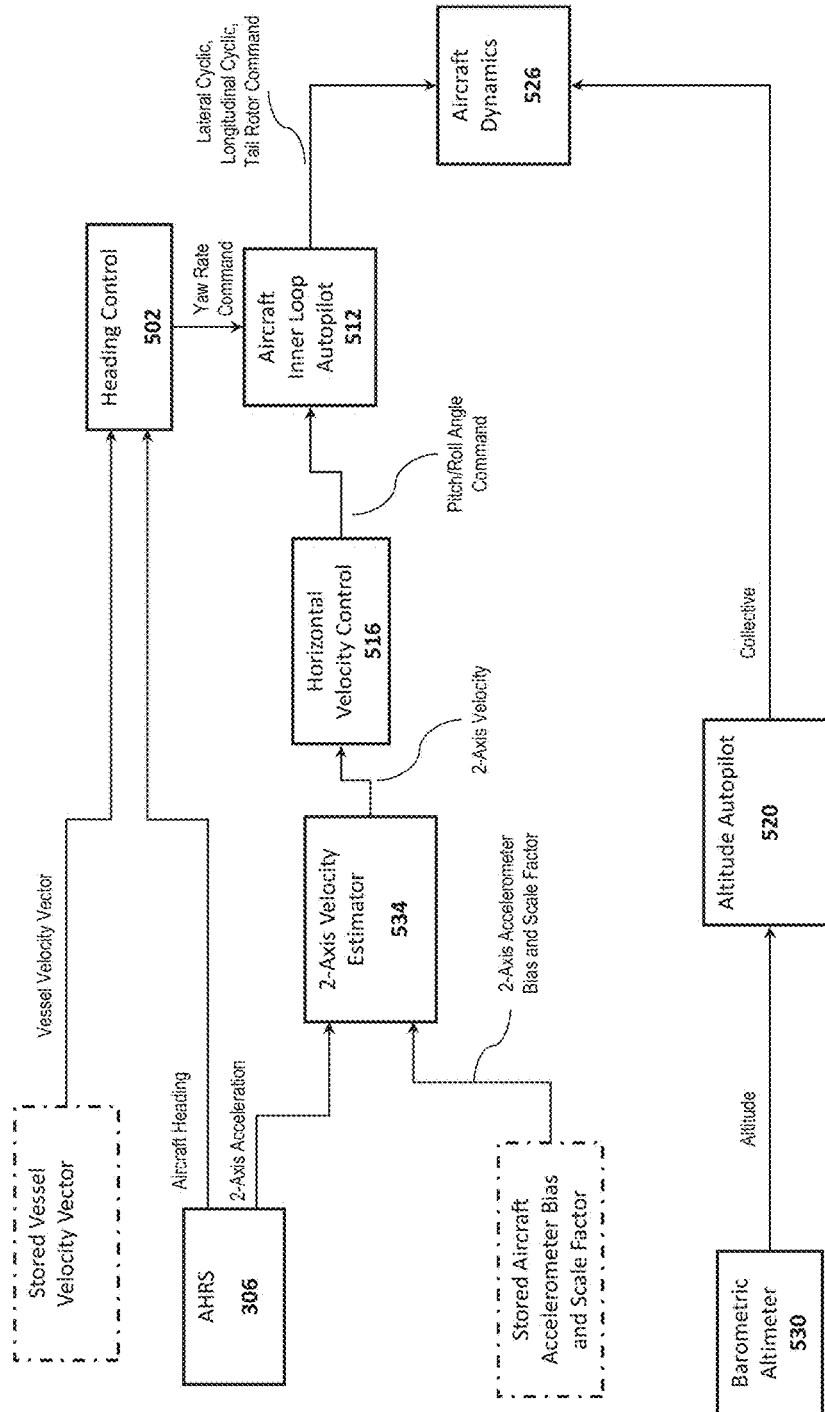 Stored Vessel
Velocity Vector
Vessel Velocity Vector
Heading Control
502
Lateral Cyclic,
Longitudinal Cyclic,
Tail Rotor Command
AHRS
306
Aircraft Heading
2-Axis Acceleration
Yaw Rate
Command
Aircraft
Inner Loop
Autopilot
512
2-Axis Velocity
Estimator
534
Horizontal
Velocity Control
516
Pitch/Roll Angle
Command
Aircraft
Dynamics
526
Stored Aircraft
Accelerometer Bias
and Scale Factor
2-Axis Accelerometer
Bias and Scale Factor
2-Axis Velocity
Barometric
Altimeter
530
Altitude
Altitude Autopilot
520
Collective